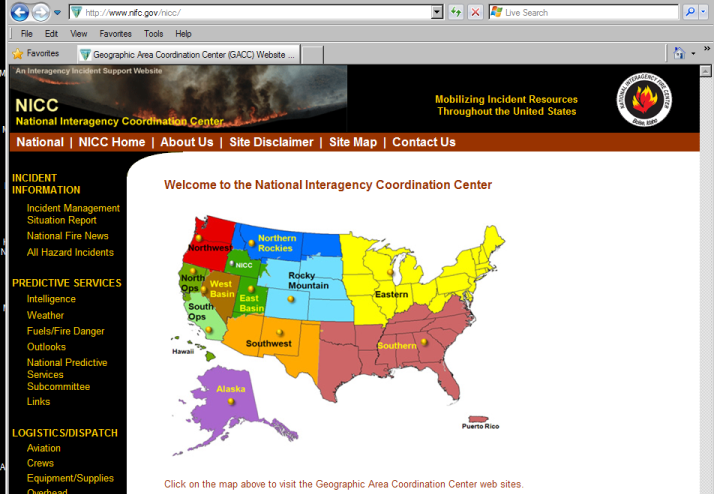 http://www.nifc.gov/nicc/
Live Search
File Edit View Favorites Tools Help
Favorites
Geographic Area Coordination Center (GACC) Website ...
An Interagency Incident Support Website
NICC
National Interagency Coordination Center
Mobilizing Incident Resources
Throughout the United States
NATIONAL INTERAGENCY FIRE CENTER
Boise, Idaho
National | NICC Home | About Us | Site Disclaimer | Site Map | Contact Us
INCIDENT
INFORMATION
Incident Management
Situation Report
National Fire News
All Hazard Incidents
PREDICTIVE SERVICES
Intelligence
Weather
Fuels/Fire Danger
Outlooks
National Predictive
Services
Subcommittee
Links
LOGISTICS/DISPATCH
Aviation
Crews
Equipment/Supplies
Overhead
Welcome to the National Interagency Coordination Center
Northwest
Northern
Rockies
NICC
North
Ops
West
Basin
East
Basin
Rocky
Mountain
Eastern
South
Ops
Southwest
Southern
Hawaii
Alaska
Puerto Rico
Click on the map above to visit the Geographic Area Coordination Center web sites.